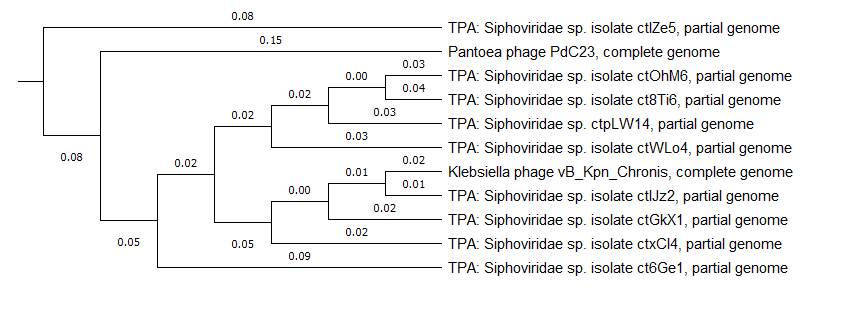 0.08
TPA: Siphoviridae sp. isolate ctlZe5, partial genome
0.15
Pantoea phage PdC23, complete genome
0.03
0.00
TPA: Siphoviridae sp. isolate ctOhM6, partial genome
0.04
0.02
TPA: Siphoviridae sp. isolate ct8Ti6, partial genome
0.03
0.02
TPA: Siphoviridae sp. ctpLW14, partial genome
0.03
TPA: Siphoviridae sp. isolate ctWLo4, partial genome
0.08
0.02
0.02
0.01
Klebsiella phage vB_Kpn_Chronis, complete genome
0.01
0.00
TPA: Siphoviridae sp. isolate ctlJz2, partial genome
0.02
TPA: Siphoviridae sp. isolate ctGkX1, partial genome
0.02
0.05
0.05
TPA: Siphoviridae sp. isolate ctxCl4, partial genome
0.09
TPA: Siphoviridae sp. isolate ct6Ge1, partial genome